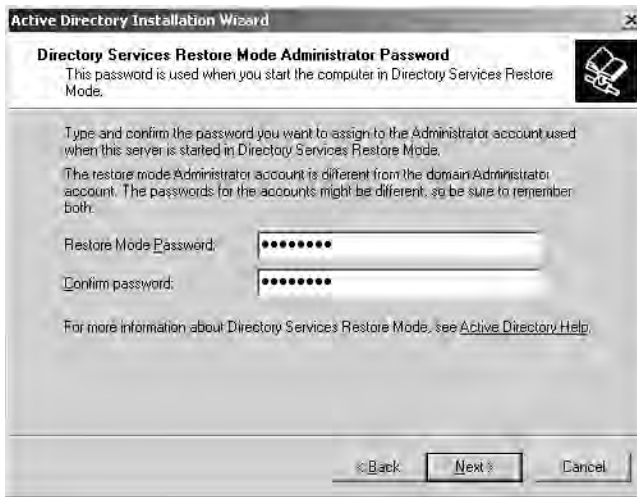 Active Directory Installation Wizard
Directory Services Restore Mode Administrator Password
This password is used when you start the computer in Directory Services Restore
Mode.
Type and confirm the password you want to assign to the Administrator account used
when this server is started in Directory Services Restore Mode.
The restore mode Administrator account is different from the domain Administrator
account. The passwords for the accounts might be different, so be sure to remember
both.
Restore Mode Password: ••••••••
Confirm password: ••••••••
For more information about Directory Services Restore Mode, see Active Directory Help.
< Back Next > Cancel